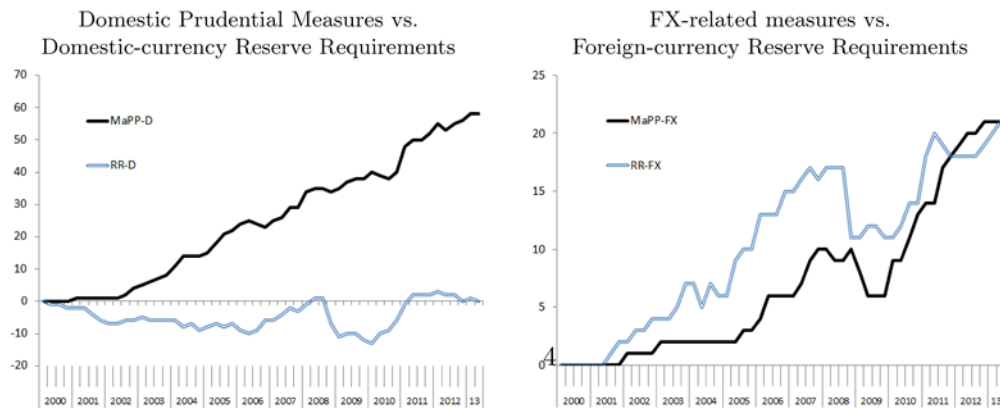 Domestic Prudential Measures vs.
Domestic-currency Reserve Requirements
70
60
50
40
30
20
10
0
-10
-20
MaPP-D
RR-D
2000 2001 2002 2003 2004 2005 2006 2007 2008 2009 2010 2011 2012 13
FX-related measures vs.
Foreign-currency Reserve Requirements
25
20
15
10
5
0
4
MaPP-FX
RR-FX
2000 2001 2002 2003 2004 2005 2006 2007 2008 2009 2010 2011 2012 13